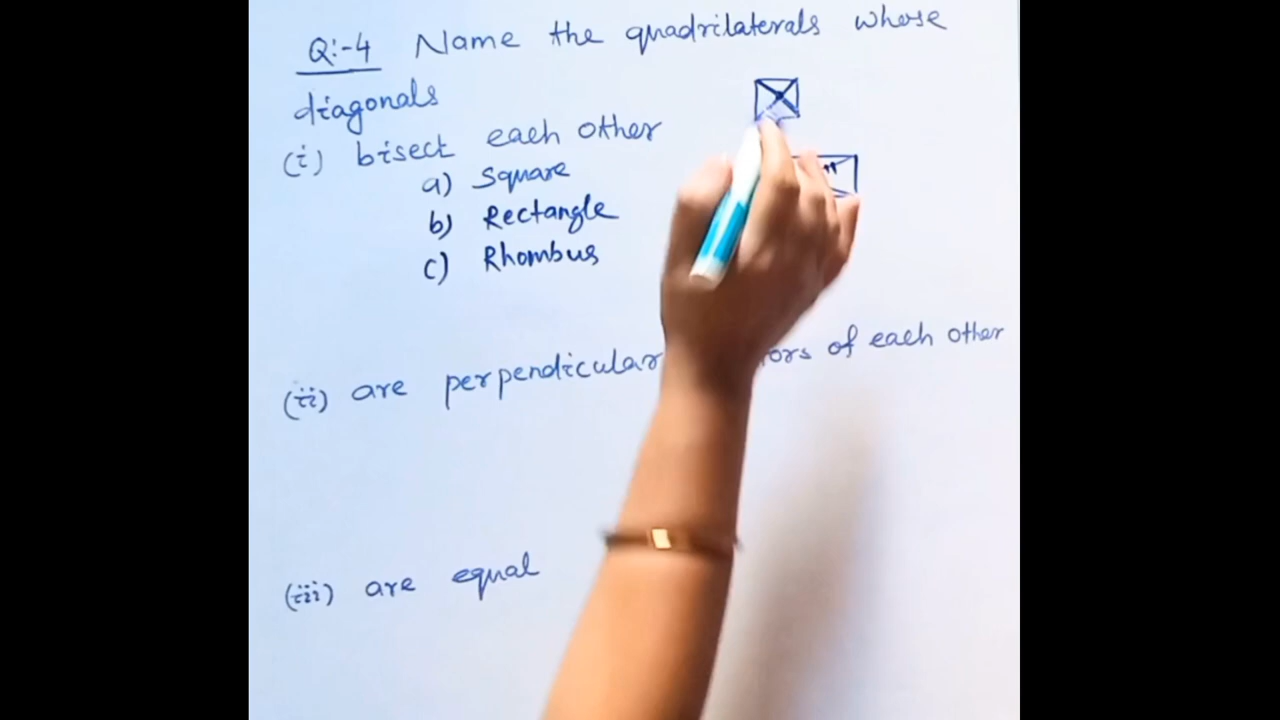 Q:-4 Name the quadrilaterals whose
diagonals
(i) bisect each other
a) Square
b) Rectangle
c) Rhombus
(ii) are perpendicular of each other
(iii) are equal